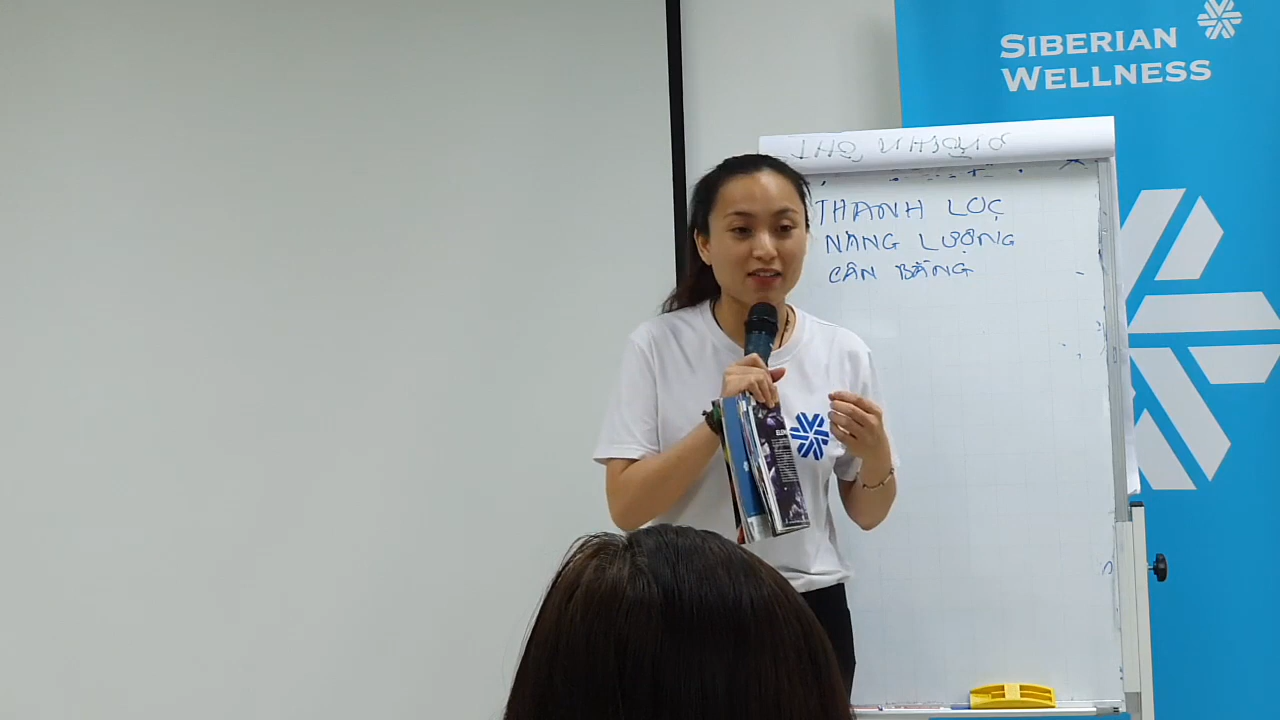 SIBERIAN
WELLNESS
THANH LỌC
NĂNG LƯỢNG
CÂN BẰNG